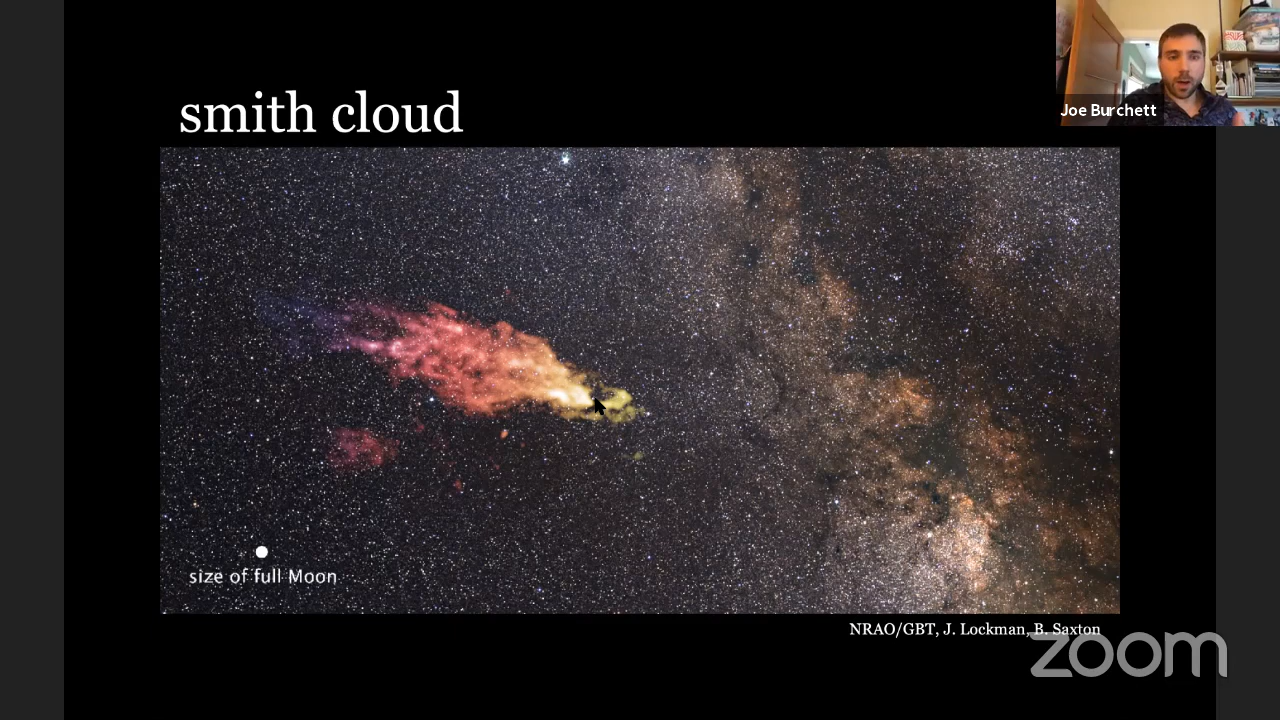 smith cloud
Joe Burchett
size of full Moon
NRAO/GBT, J. Lockman, B. Saxton
zoom